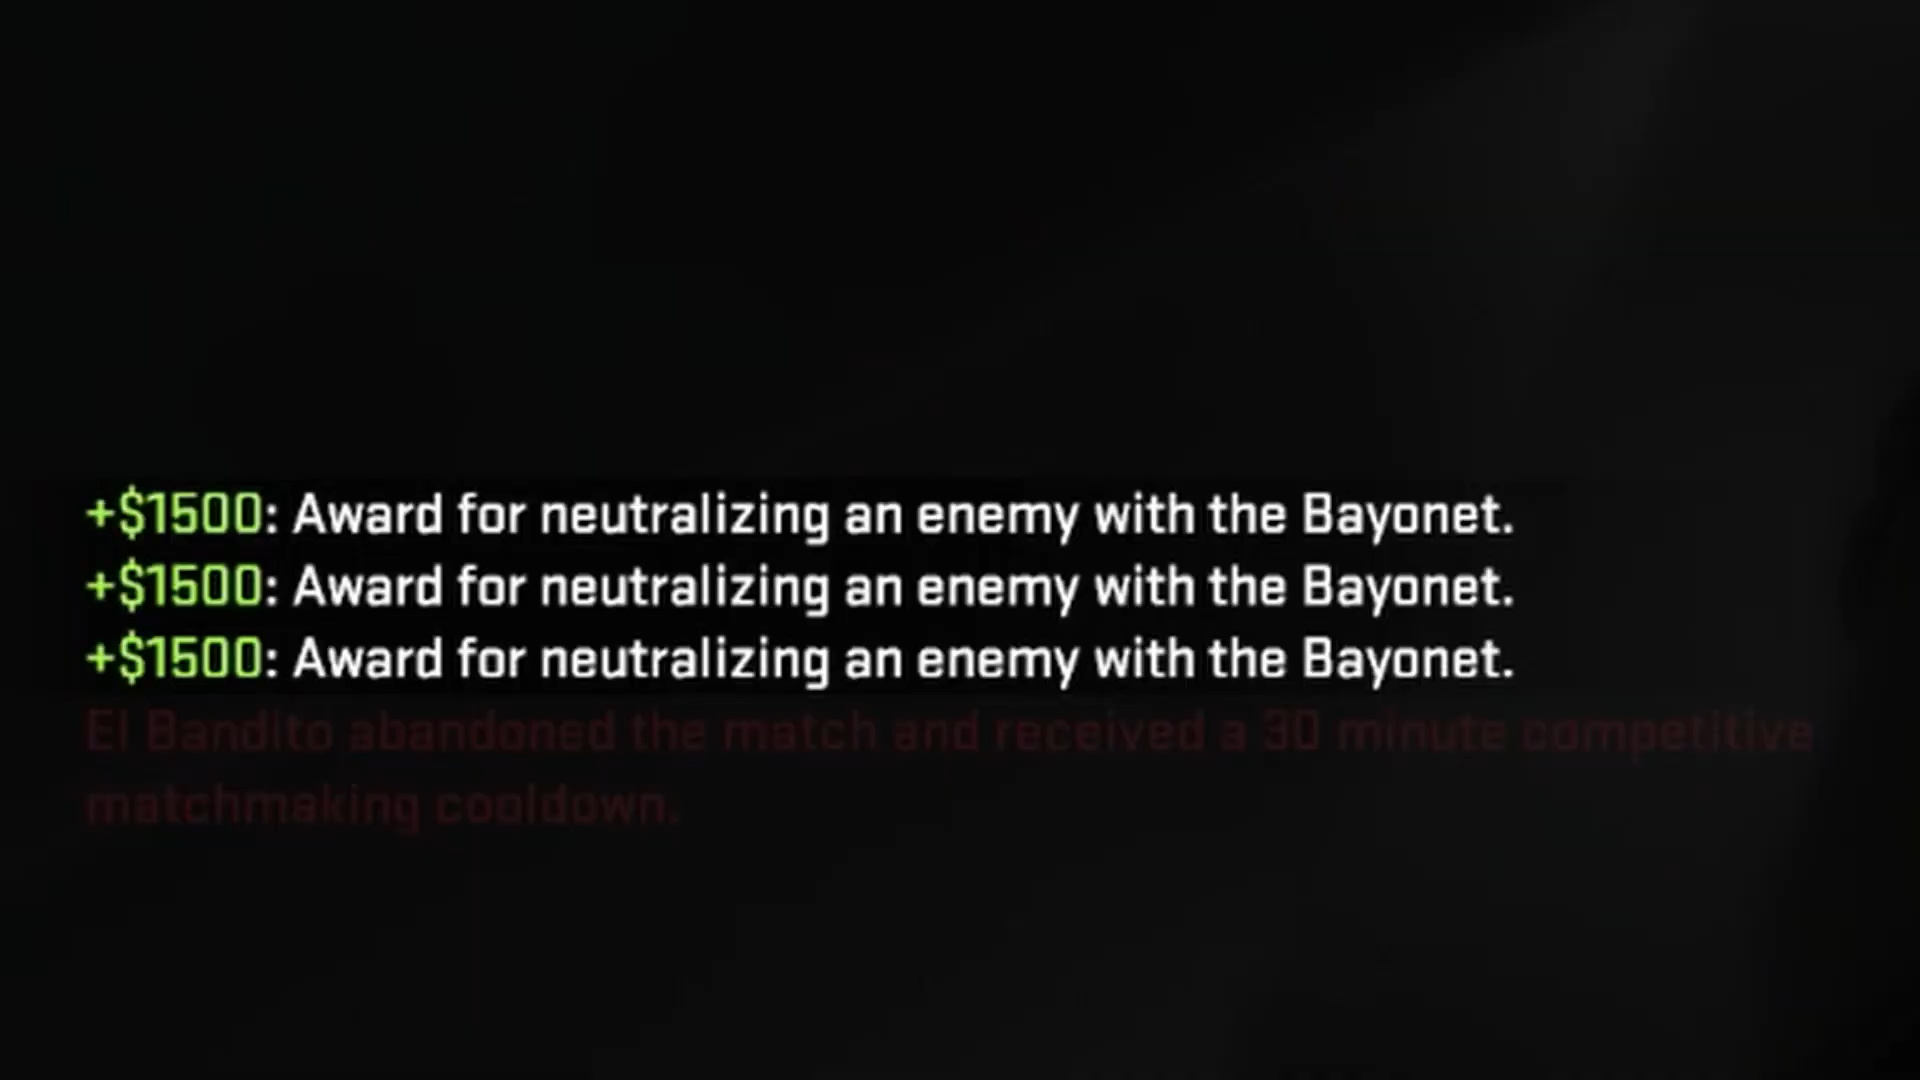 +$1500: Award for neutralizing an enemy with the Bayonet.
+$1500: Award for neutralizing an enemy with the Bayonet.
+$1500: Award for neutralizing an enemy with the Bayonet.
El Bandito abandoned the match and received a 30 minute competitive
matchmaking cooldown.